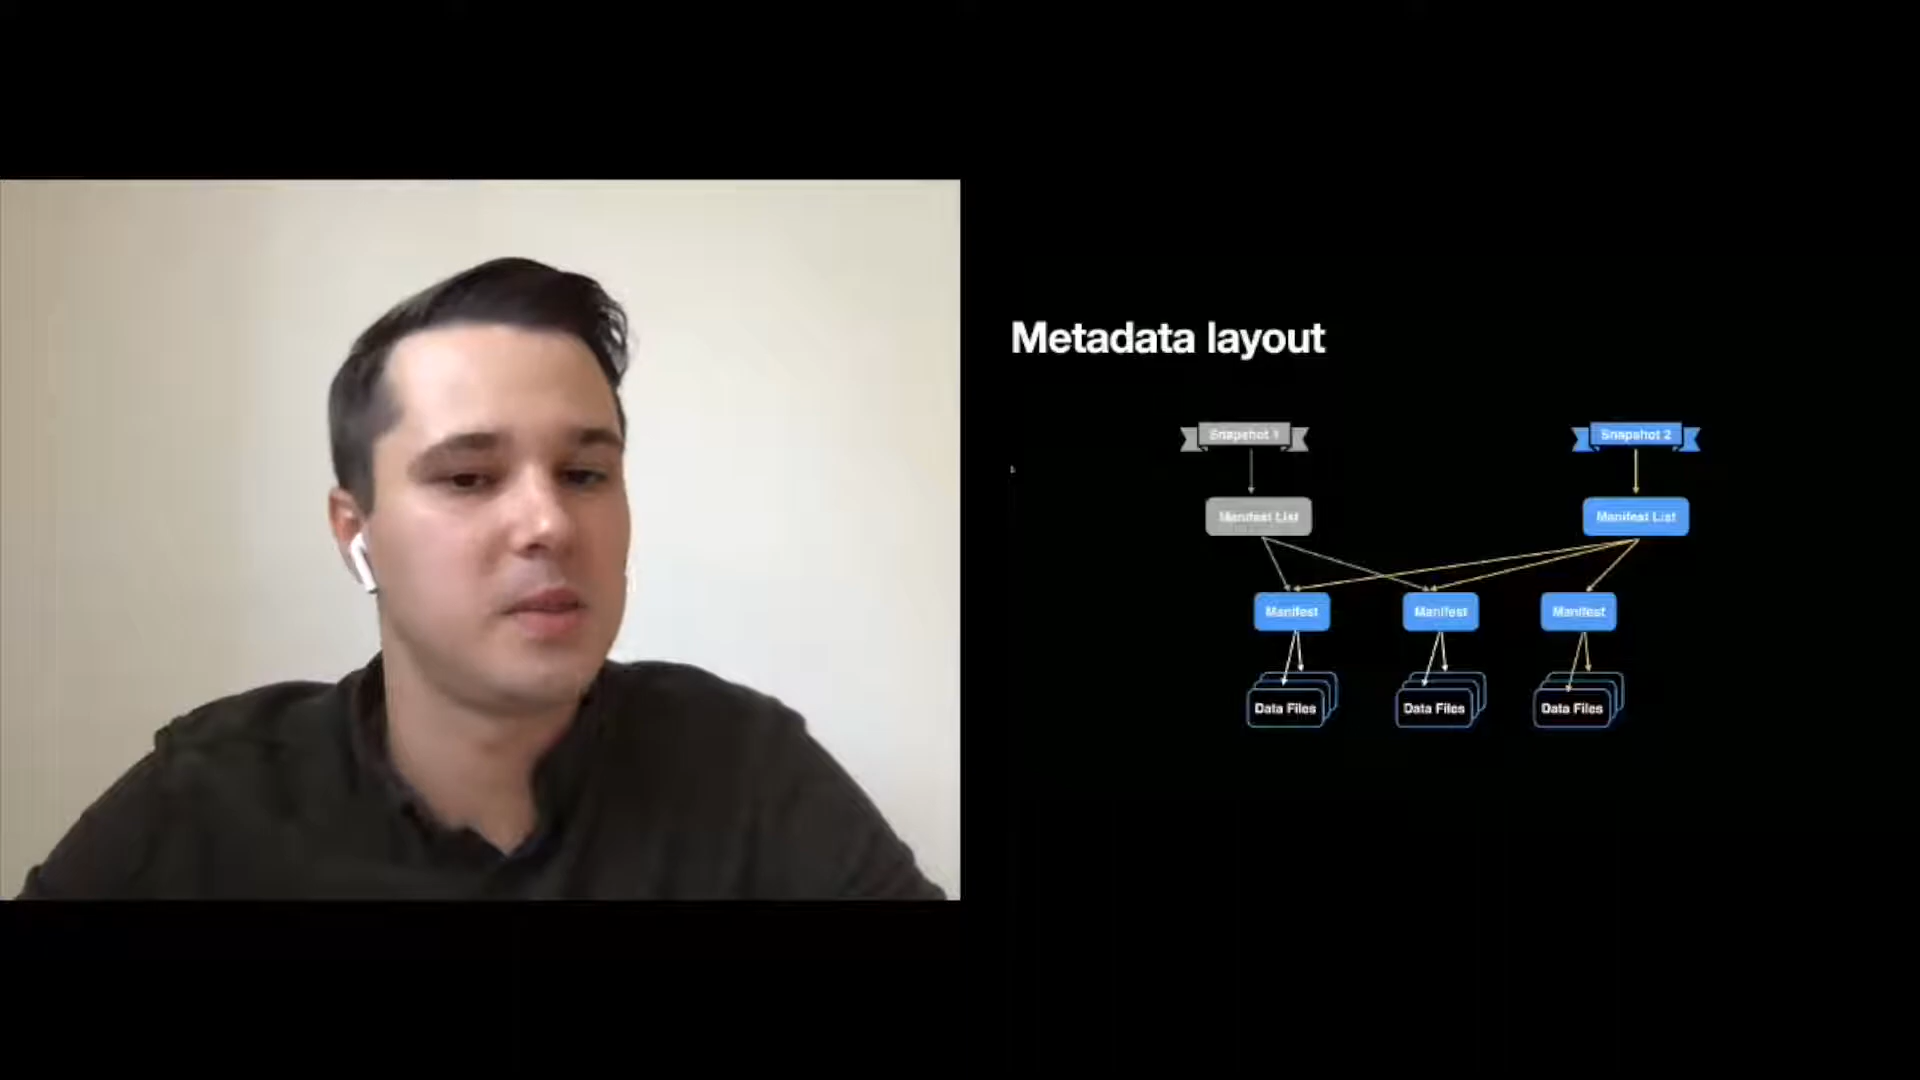 Metadata layout
Snapshot 1
Snapshot 2
Manifest List
Manifest List
Manifest
Manifest
Manifest
Data Files
Data Files
Data Files